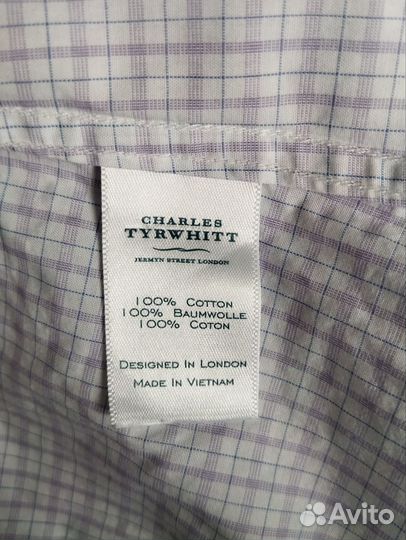 CHARLES
TYRWHITT
JERMYN STREET LONDON
100% COTTON
100% BAUMWOLLE
100% COTON
DESIGNED IN LONDON
MADE IN VIETNAM
Avito